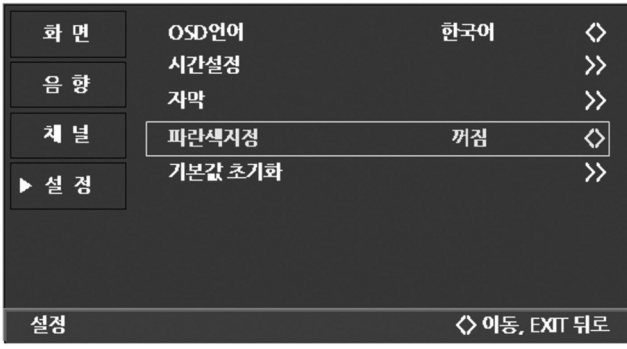 화 면
음 향
채 널
▶ 설 정
OSD언어 한국어 <>
시간설정 >>
자막 >>
파란색지정 꺼짐 <>
기본값 초기화 >>
설정 <> 이동, EXIT 뒤로